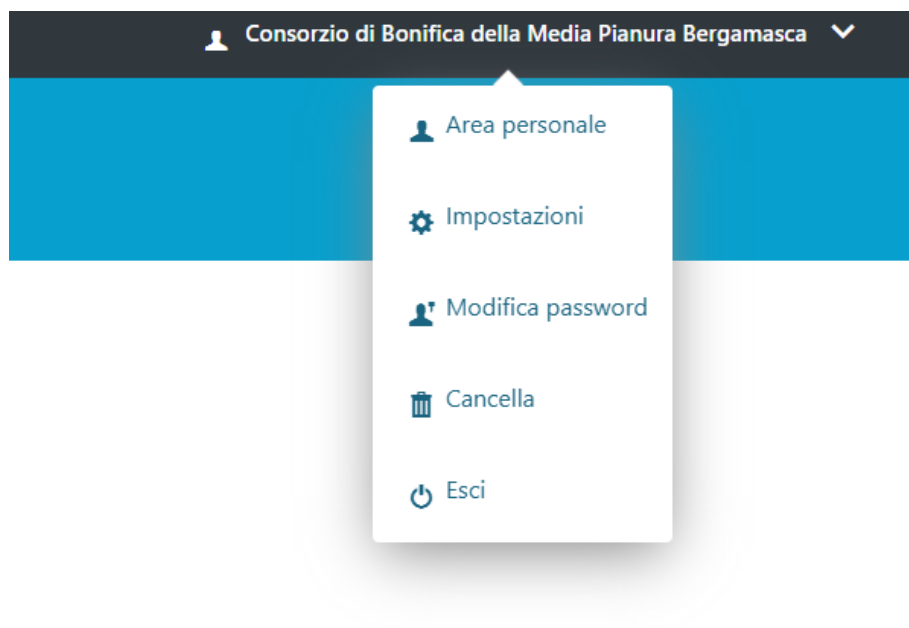 Consorzio di Bonifica della Media Pianura Bergamasca
Area personale
Impostazioni
Modifica password
Cancella
Esci